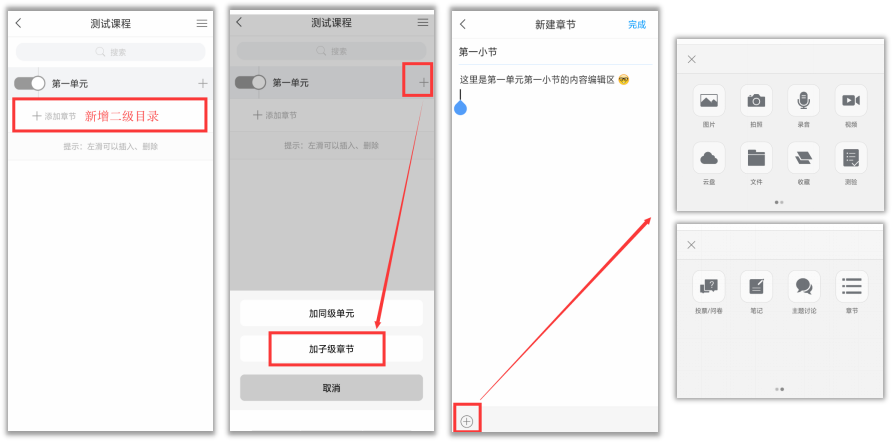 测试课程
搜索
第一单元
添加章节 新增二级目录
提示：左滑可以插入、删除
测试课程
搜索
第一单元
添加章节
提示：左滑可以插入、删除
加同级单元
加子级章节
取消
新建章节 完成
第一小节
这里是第一单元第一小节的内容编辑区 🤓
图片 拍照 录音 视频
云盘 文件 收藏 测验
投票/问卷 笔记 主题讨论 章节